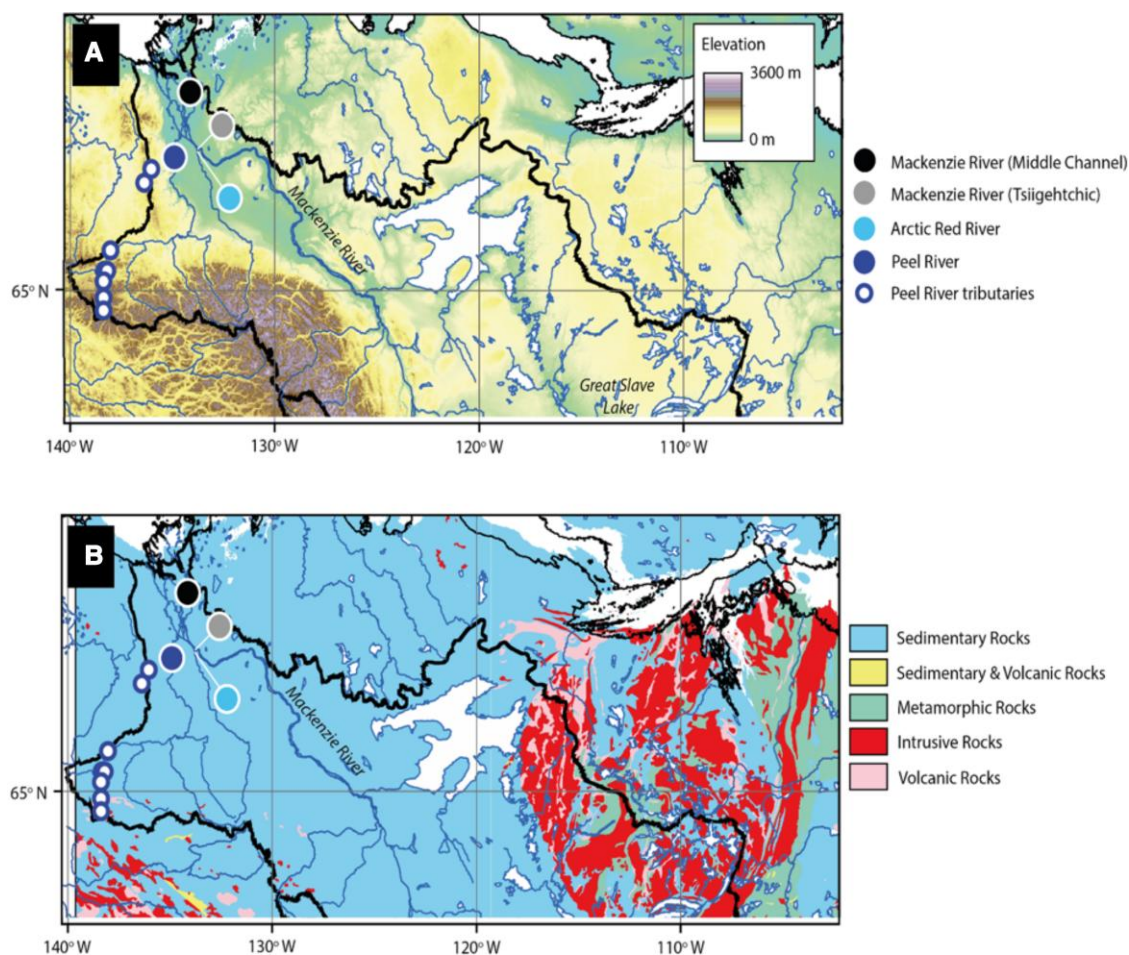 A
Elevation
3600 m
0 m
Mackenzie River
Great Slave
Lake
65° N
140°W
130°W
120°W
110°W
Mackenzie River (Middle Channel)
Mackenzie River (Tsiigehtchic)
Arctic Red River
Peel River
Peel River tributaries
B
Mackenzie River
65° N
140°W
130°W
120°W
110°W
Sedimentary Rocks
Sedimentary & Volcanic Rocks
Metamorphic Rocks
Intrusive Rocks
Volcanic Rocks